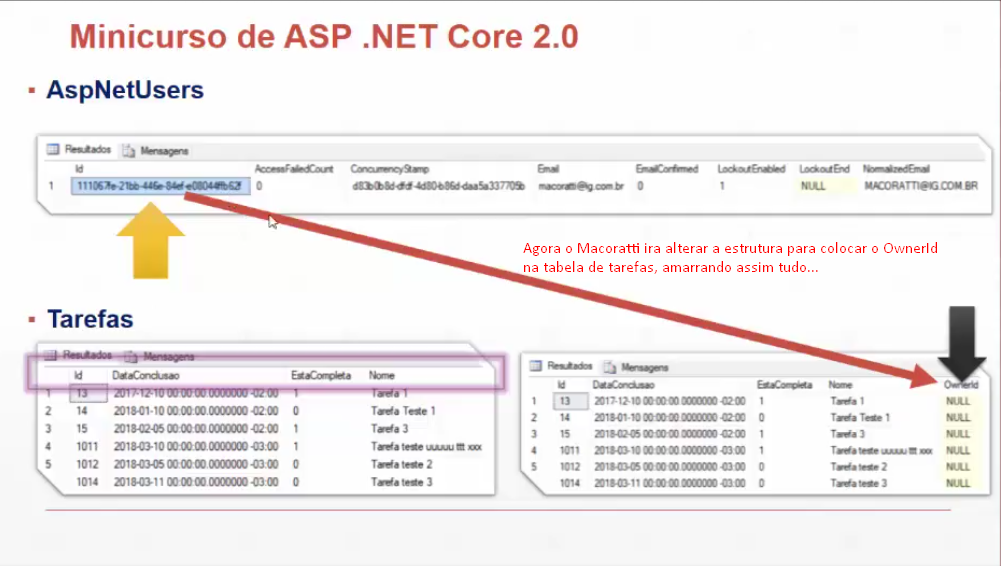 Minicurso de ASP .NET Core 2.0
AspNetUsers
Resultados Mensagens
Id AccessFailedCount ConcurrencyStamp Email EmailConfirmed LockoutEnabled LockoutEnd NormalizedEmail
1 111067fe-21bb-446e-84ef-e08044ffb62f 0 d83b0b8d-dfdf-4d80-b86d-daa5a337705b macoratti@ig.com.br 0 1 NULL MACORATTI@IG.COM.BR
Agora o Macoratti ira alterar a estrutura para colocar o OwnerId
na tabela de tarefas, amarrando assim tudo...
Tarefas
Resultados Mensagens
Id DataConclusao EstaCompleta Nome
1 13 2017-12-10 00:00:00.0000000 -02:00 1 Tarefa 1
2 14 2018-01-10 00:00:00.0000000 -02:00 0 Tarefa Teste 1
3 15 2018-02-05 00:00:00.0000000 -02:00 1 Tarefa 3
4 1011 2018-03-10 00:00:00.0000000 -03:00 1 Tarefa teste uuuuu ttt xxx
5 1012 2018-03-05 00:00:00.0000000 -03:00 0 Tarefa teste 2
1014 2018-03-11 00:00:00.0000000 -03:00 0 Tarefa teste 3
Resultados Mensagens
Id DataConclusao EstaCompleta Nome OwnerId
1 13 2017-12-10 00:00:00.0000000 -02:00 1 Tarefa 1 NULL
2 14 2018-01-10 00:00:00.0000000 -02:00 0 Tarefa Teste 1 NULL
3 15 2018-02-05 00:00:00.0000000 -02:00 1 Tarefa 3 NULL
4 1011 2018-03-10 00:00:00.0000000 -03:00 1 Tarefa teste uuuuu ttt xxx NULL
5 1012 2018-03-05 00:00:00.0000000 -03:00 0 Tarefa teste 2 NULL
1014 2018-03-11 00:00:00.0000000 -03:00 0 Tarefa teste 3 NULL